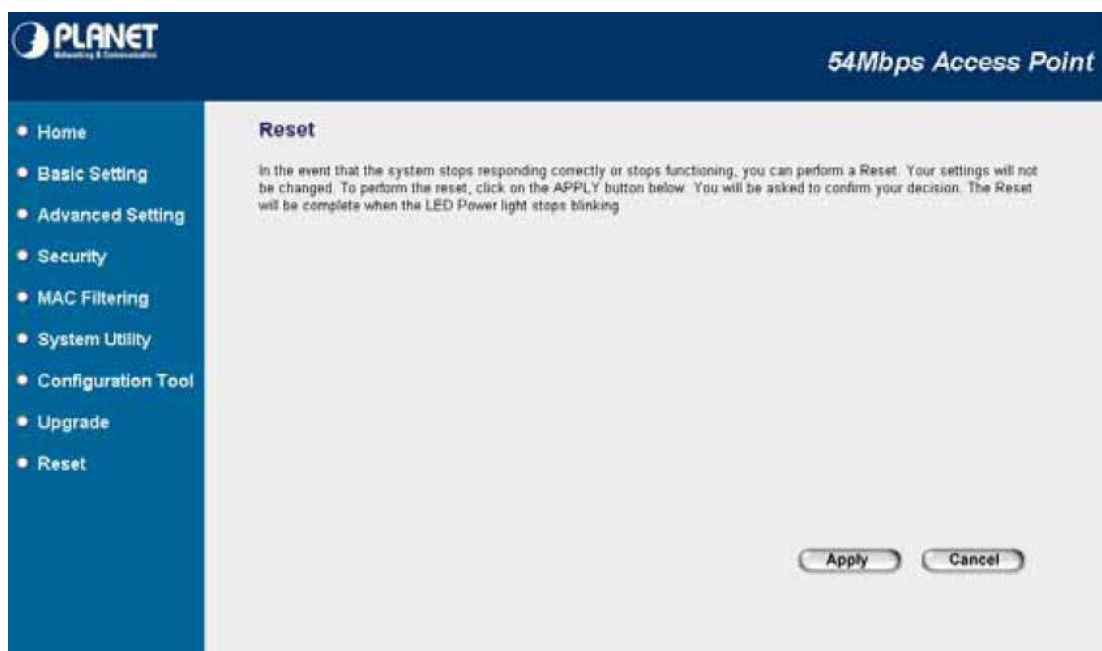 PLANET
Networking & Communication
54Mbps Access Point
Home
Basic Setting
Advanced Setting
Security
MAC Filtering
System Utility
Configuration Tool
Upgrade
Reset
Reset
In the event that the system stops responding correctly or stops functioning, you can perform a Reset. Your settings will not
be changed. To perform the reset, click on the APPLY button below. You will be asked to confirm your decision. The Reset
will be complete when the LED Power light stops blinking
Apply
Cancel